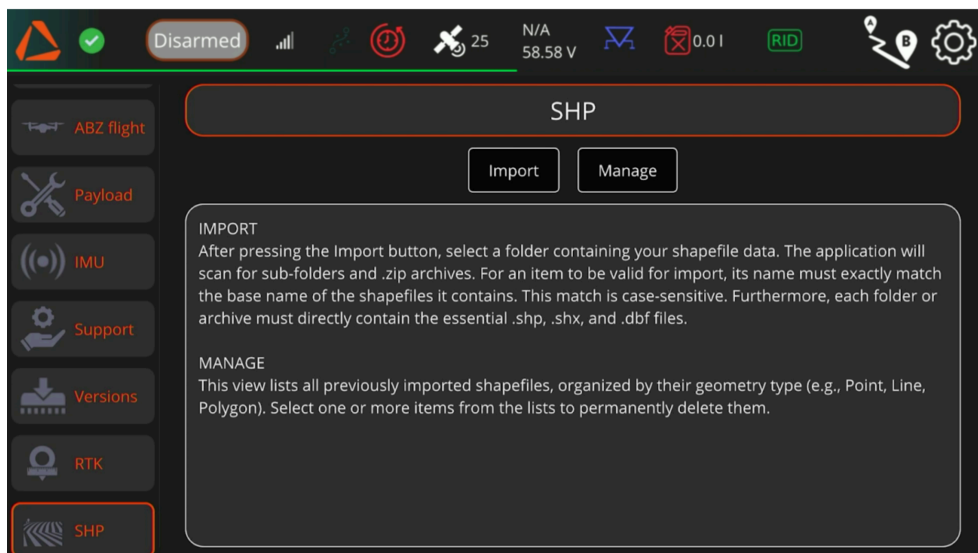 Disarmed
25
N/A
58.58 V
0.0 l
RID
A
B
ABZ flight
Payload
IMU
Support
Versions
RTK
SHP
SHP
Import
Manage
IMPORT
After pressing the Import button, select a folder containing your shapefile data. The application will
scan for sub-folders and .zip archives. For an item to be valid for import, its name must exactly match
the base name of the shapefiles it contains. This match is case-sensitive. Furthermore, each folder or
archive must directly contain the essential .shp, .shx, and .dbf files.
MANAGE
This view lists all previously imported shapefiles, organized by their geometry type (e.g., Point, Line,
Polygon). Select one or more items from the lists to permanently delete them.